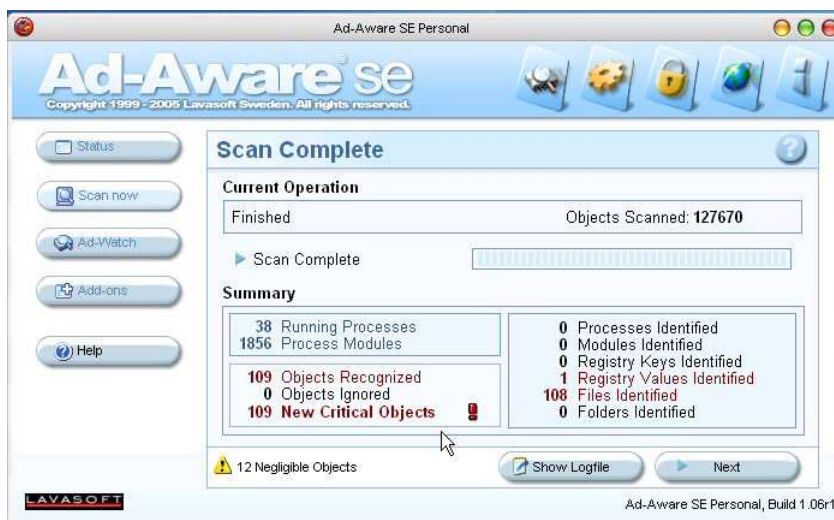 Ad-Aware SE Personal
Ad-Aware se
Copyright 1999 - 2005 Lavasoft Sweden. All rights reserved.
Status
Scan now
Ad-Watch
Add-ons
Help
Scan Complete
?
Current Operation
Finished Objects Scanned: 127670
Scan Complete
Summary
38 Running Processes
1856 Process Modules
109 Objects Recognized
0 Objects Ignored
109 New Critical Objects
0 Processes Identified
0 Modules Identified
0 Registry Keys Identified
1 Registry Values Identified
108 Files Identified
0 Folders Identified
12 Negligible Objects
Show Logfile
Next
LAVASOFT
Ad-Aware SE Personal, Build 1.06r1